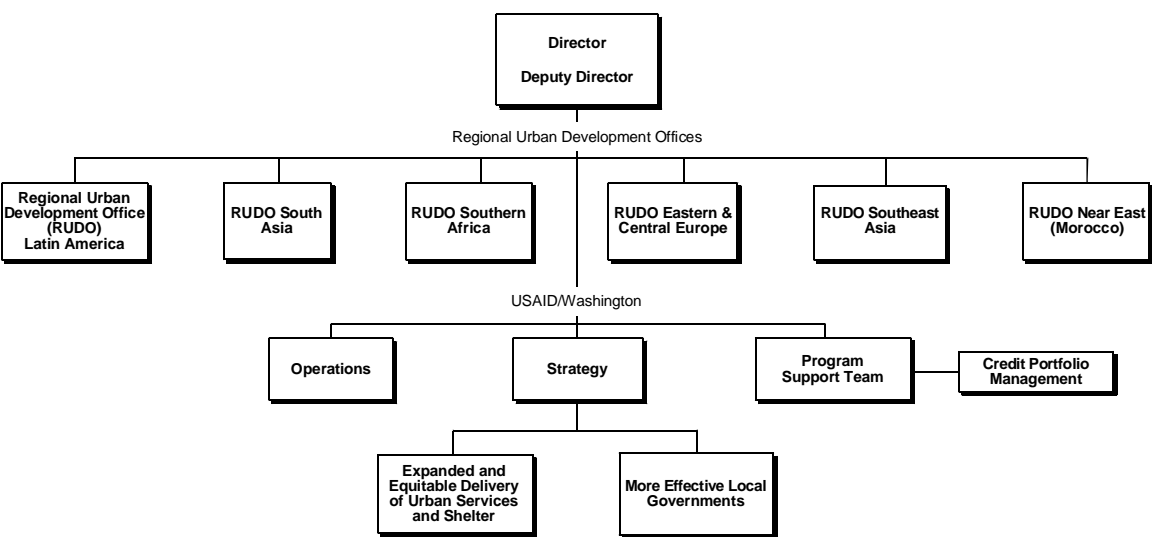 Director
Deputy Director
Regional Urban Development Offices
Regional Urban
Development Office
(RUDO)
Latin America
RUDO South
Asia
RUDO Southern
Africa
RUDO Eastern &
Central Europe
RUDO Southeast
Asia
RUDO Near East
(Morocco)
USAID/Washington
Operations
Strategy
Program
Support Team
Credit Portfolio
Management
Expanded and
Equitable Delivery
of Urban Services
and Shelter
More Effective Local
Governments